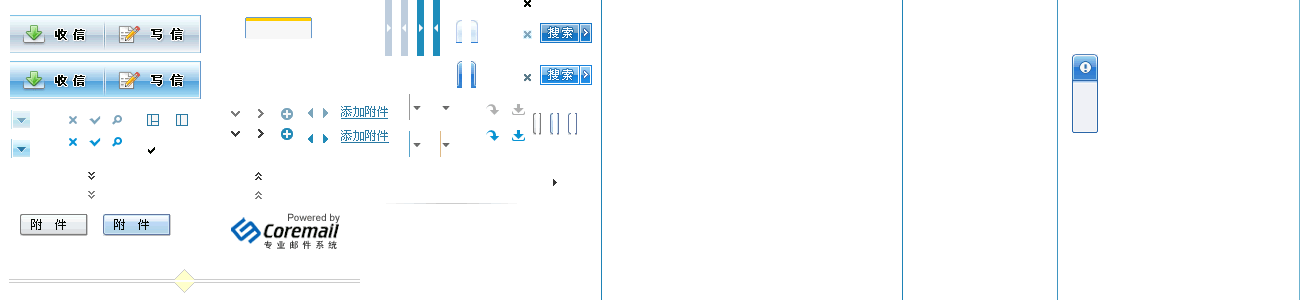 收 信 写 信
搜索
收 信 写 信
搜索
添加附件
添加附件
附 件 附 件
Powered by
Coremail
专业邮件系统